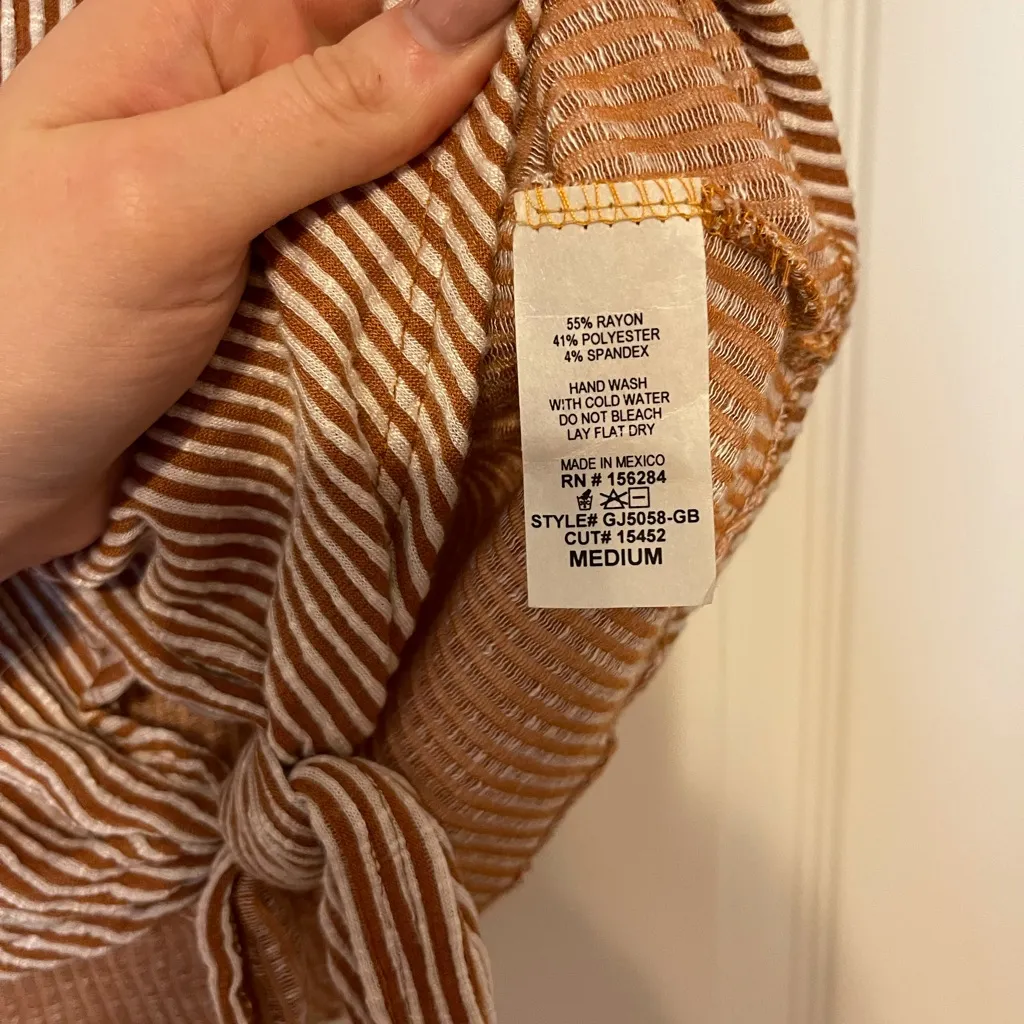 55% RAYON
41% POLYESTER
4% SPANDEX
HAND WASH
WITH COLD WATER
DO NOT BLEACH
LAY FLAT DRY
MADE IN MEXICO
RN # 156284
STYLE# GJ5058-GB
CUT# 15452
MEDIUM